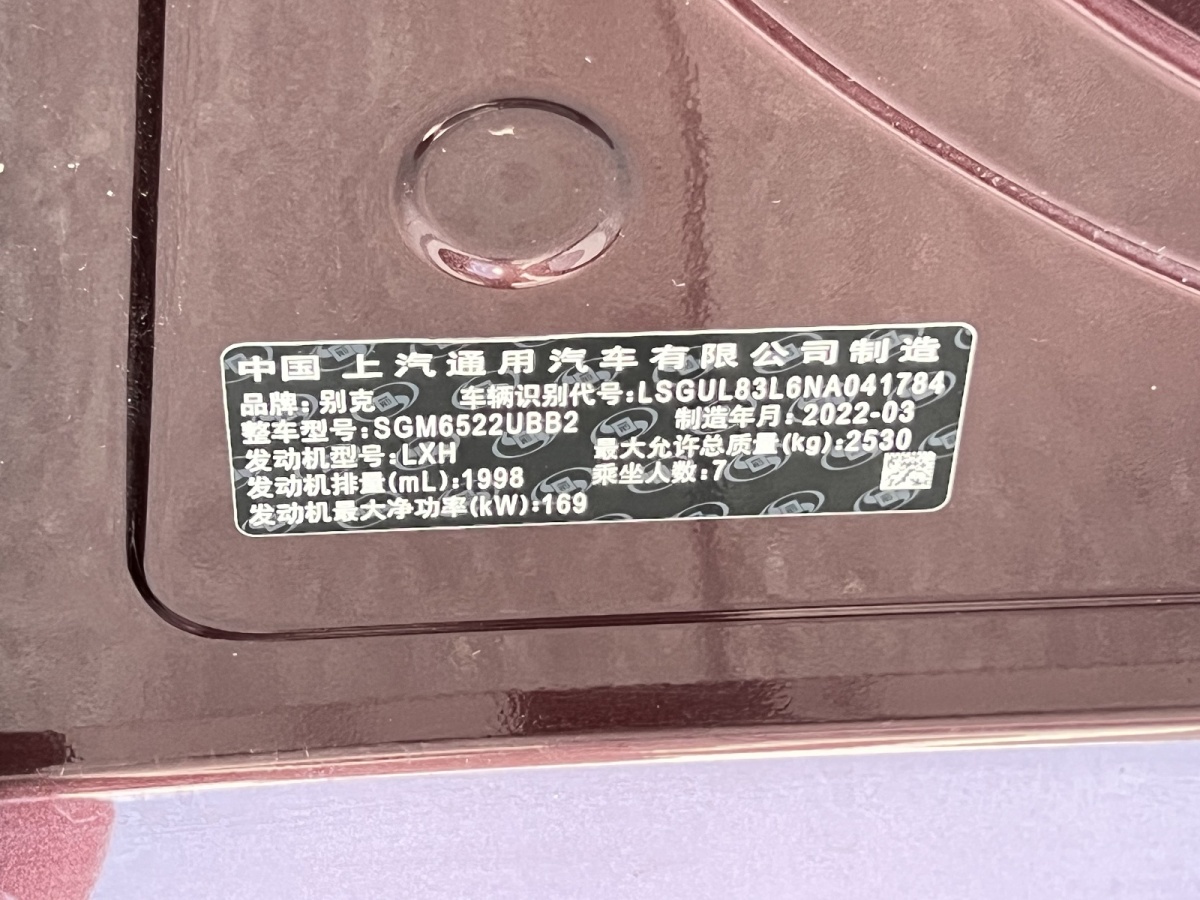 中国 上汽通用汽车有限公司制造
品牌:别克 车辆识别代号:LSGUL83L6NA041784
整车型号:SGM6522UBB2 制造年月:2022-03
发动机型号:LXH 最大允许总质量(kg):2530
发动机排量(mL):1998 乘坐人数:7
发动机最大净功率(kW):169